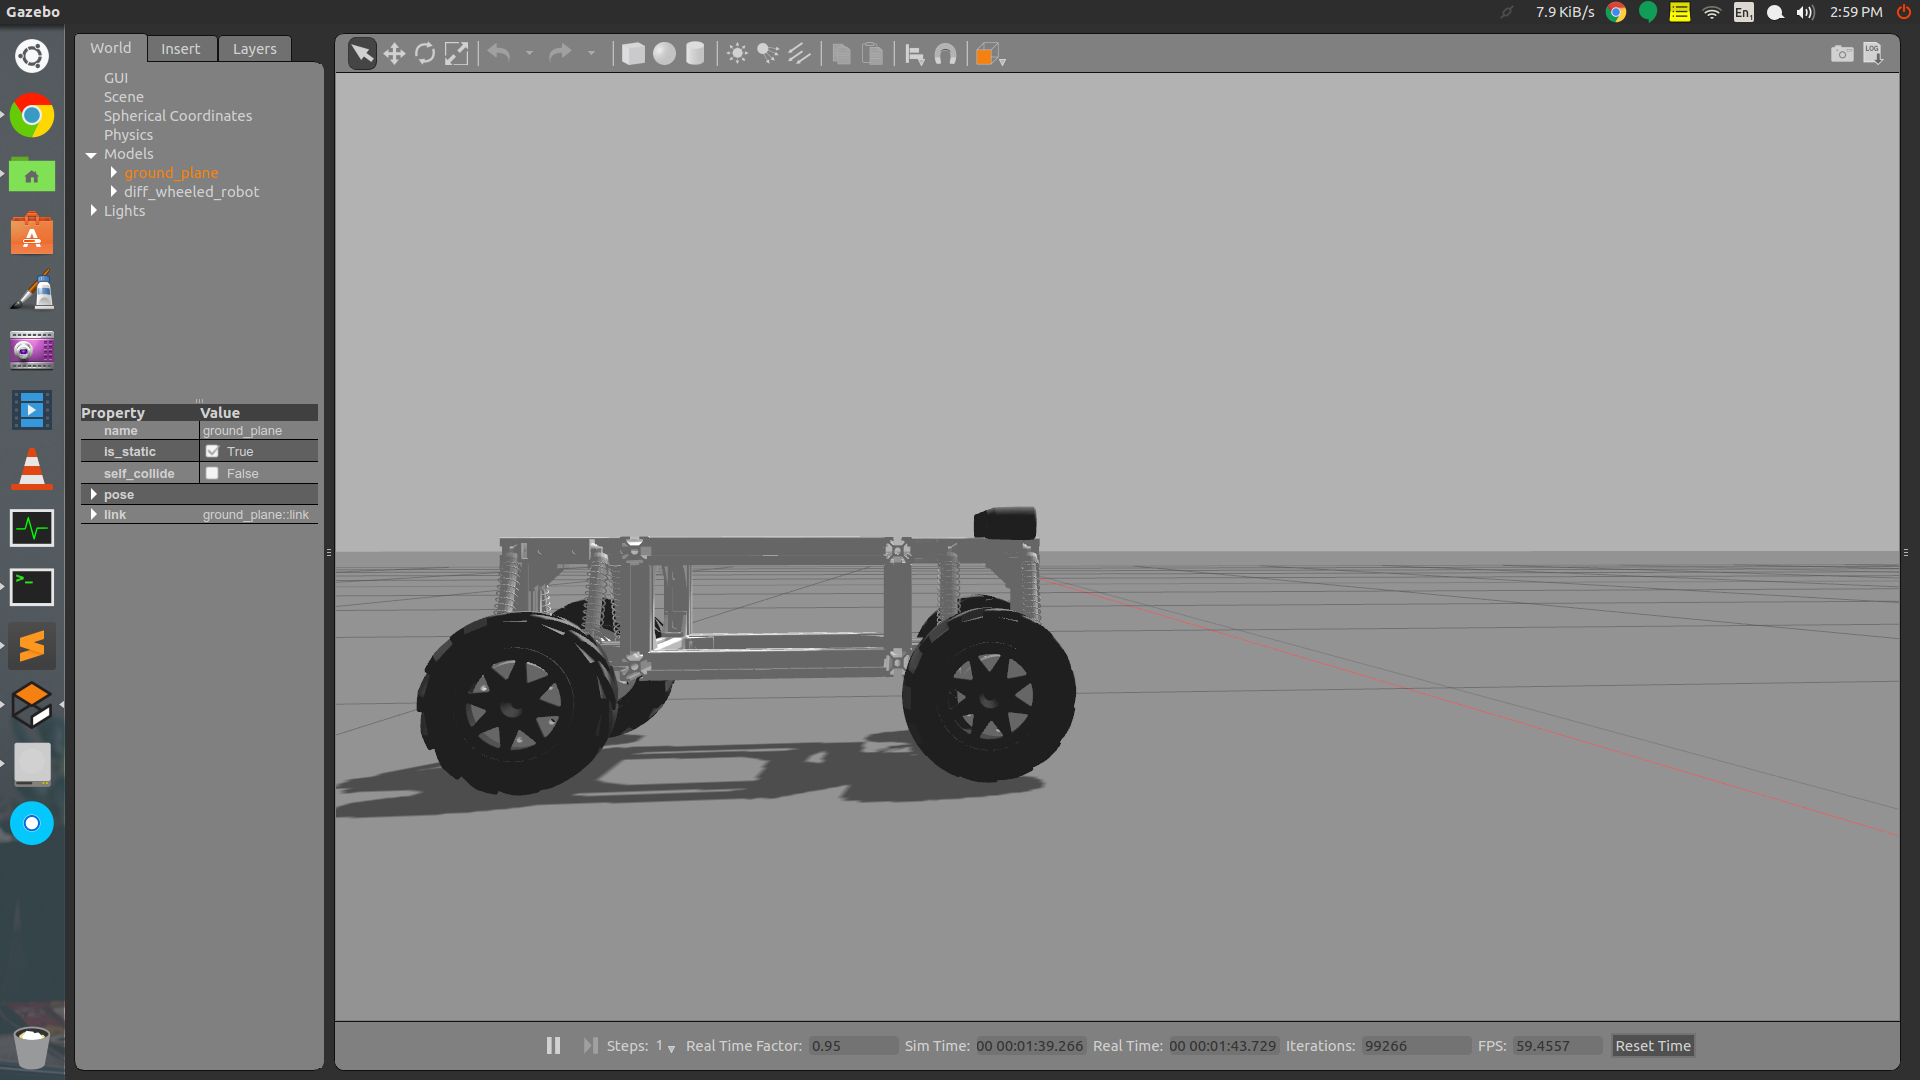 Gazebo
7.9 KiB/s
En1
2:59 PM
World Insert Layers
LOG
GUI
Scene
Spherical Coordinates
Physics
Models
ground_plane
diff_wheeled_robot
Lights
Property Value
name ground_plane
is_static True
self_collide False
pose
link ground_plane::link
>_
Steps: 1 Real Time Factor: 0.95 Sim Time: 00 00:01:39.266 Real Time: 00 00:01:43.729 Iterations: 99266 FPS: 59.4557 Reset Time